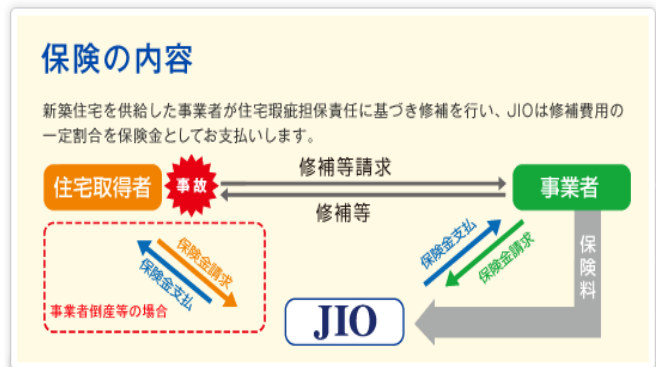 保険の内容
新築住宅を供給した事業者が住宅瑕疵担保責任に基づき修補を行い、JIOは修補費用の
一定割合を保険金としてお支払いします。
住宅取得者
事故
修補等請求
修補等
事業者
保険金請求
保険金支払
事業者倒産等の場合
保険金支払
保険金請求
保険料
JIO